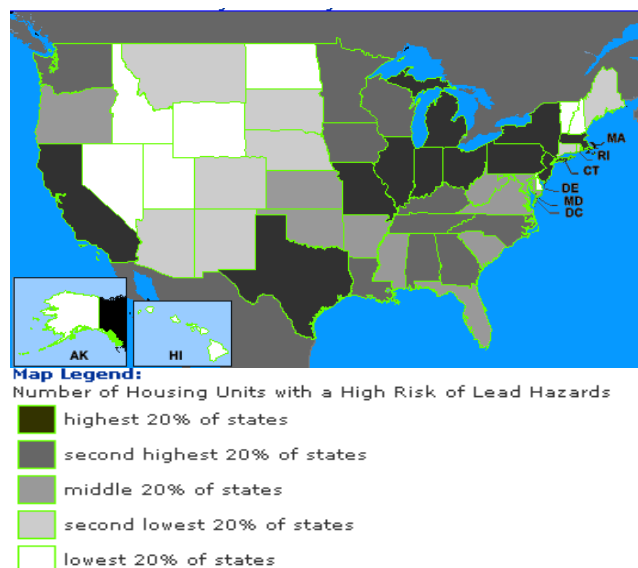 MA
RI
CT
DE
MD
DC
AK
HI
Map Legend:
Number of Housing Units with a High Risk of Lead Hazards
highest 20% of states
second highest 20% of states
middle 20% of states
second lowest 20% of states
lowest 20% of states